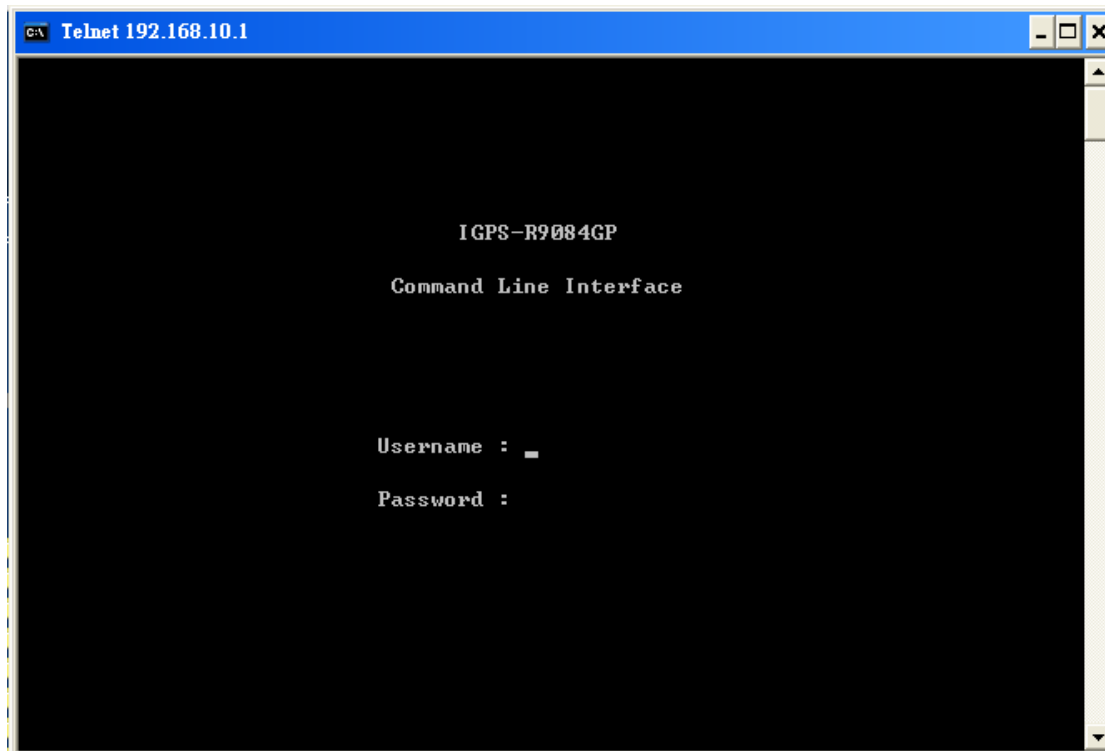 Telnet 192.168.10.1
IGPS-R9084GP
Command Line Interface
Username : _
Password :